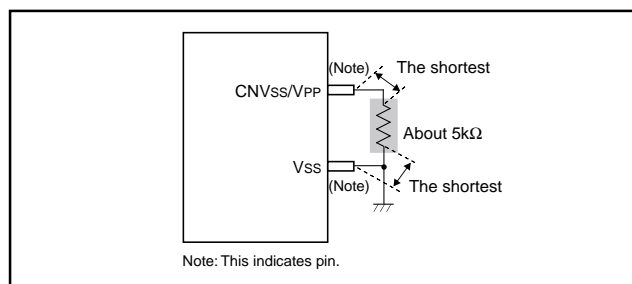 (Note)
The shortest
CNVSS/VPP
About 5kΩ
VSS
(Note)
The shortest
Note: This indicates pin.